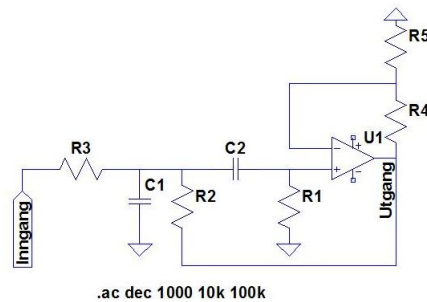 R5
R4
U1
R3
C2
C1
R2
R1
Inngang
Utgang
.ac dec 1000 10k 100k